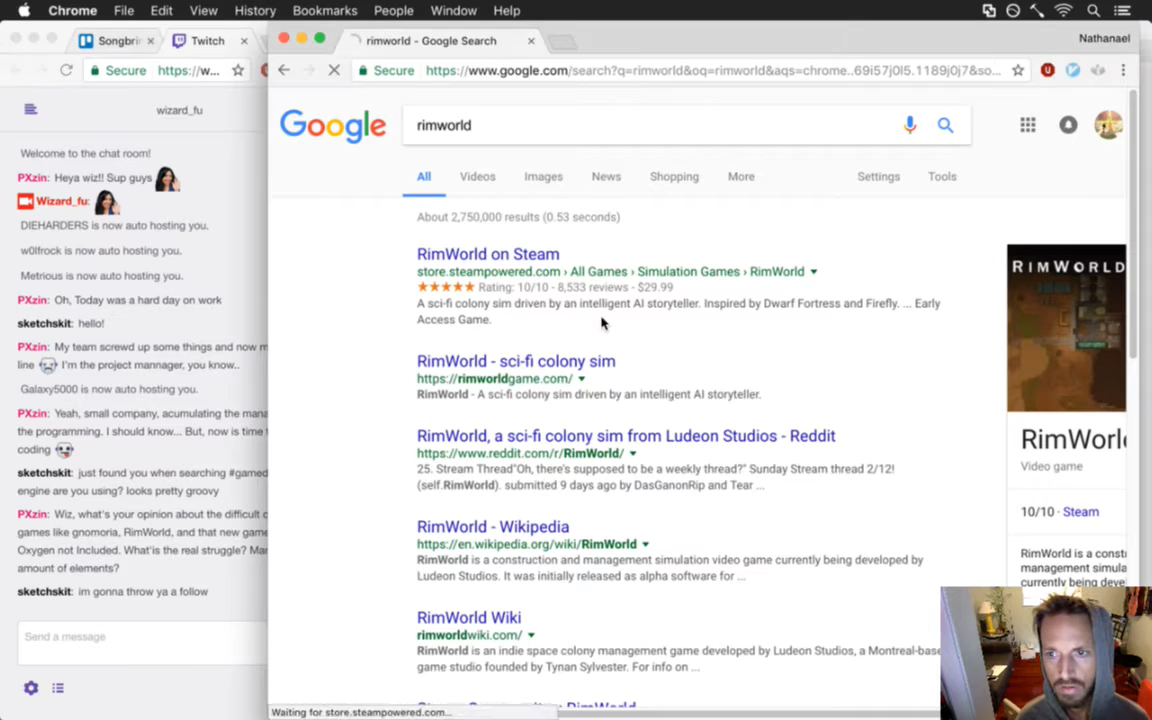 Chrome File Edit View History Bookmarks People Window Help
Songbri
Twitch
rimworld - Google Search
Nathanael
Secure https://w...
Secure https://www.google.com/search?q=rimworld&oq=rimworld&aqs=chrome..69i57j0l5.1189j0j7&so...
wizard_fu
Welcome to the chat room!
PXzin: Heya wiz!! Sup guys
Wizard_fu:
DIEHARDERS is now auto hosting you.
w0lfrock is now auto hosting you.
Metrious is now auto hosting you.
PXzin: Oh, Today was a hard day on work
sketchskit: hello!
PXzin: My team screwd up some things and now m
line I'm the project mannager, you know..
Galaxy5000 is now auto hosting you.
PXzin: Yeah, small company, acumulating the mana
the programming. I should know... But, now is time
coding
sketchskit: just found you when searching #gamed
engine are you using? looks pretty groovy
PXzin: Wiz, what's your opinion about the difficult c
games like gnomoria, RimWorld, and that new gam
Oxygen not Included. What's the real struggle? Mar
amount of elements?
sketchskit: im gonna throw ya a follow
Send a message
Google
rimworld
All Videos Images News Shopping More Settings Tools
About 2,750,000 results (0.53 seconds)
RimWorld on Steam
store.steampowered.com › All Games › Simulation Games › RimWorld
Rating: 10/10 - 8,533 reviews - $29.99
A sci-fi colony sim driven by an intelligent AI storyteller. Inspired by Dwarf Fortress and Firefly. ... Early
Access Game.
RimWorld - sci-fi colony sim
https://rimworldgame.com/
RimWorld - A sci-fi colony sim driven by an intelligent AI storyteller.
RimWorld, a sci-fi colony sim from Ludeon Studios - Reddit
https://www.reddit.com/r/RimWorld/
25. Stream Thread"Oh, there's supposed to be a weekly thread?" Sunday Stream thread 2/12!
(self.RimWorld). submitted 9 days ago by DasGanonRip and Tear ...
RimWorld - Wikipedia
https://en.wikipedia.org/wiki/RimWorld
RimWorld is a construction and management simulation video game currently being developed by
Ludeon Studios. It was initially released as alpha software for ...
RimWorld Wiki
rimworldwiki.com/
RimWorld is an indie space colony management game developed by Ludeon Studios, a Montreal-base
game studio founded by Tynan Sylvester. For info on ...
RIMWORLD
RimWorl
Video game
10/10 · Steam
RimWorld is a const
management simula
currently being deve
Waiting for store.steampowered.com...